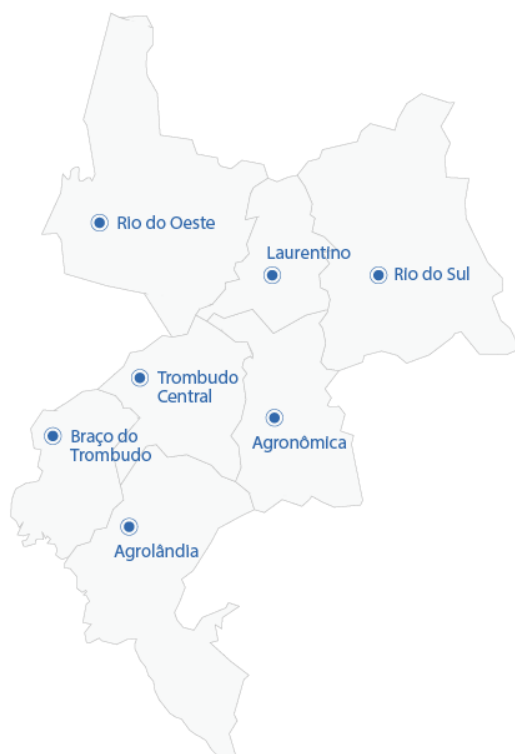 Rio do Oeste
Laurentino
Rio do Sul
Trombudo
Central
Braço do
Trombudo
Agronômica
Agrolândia